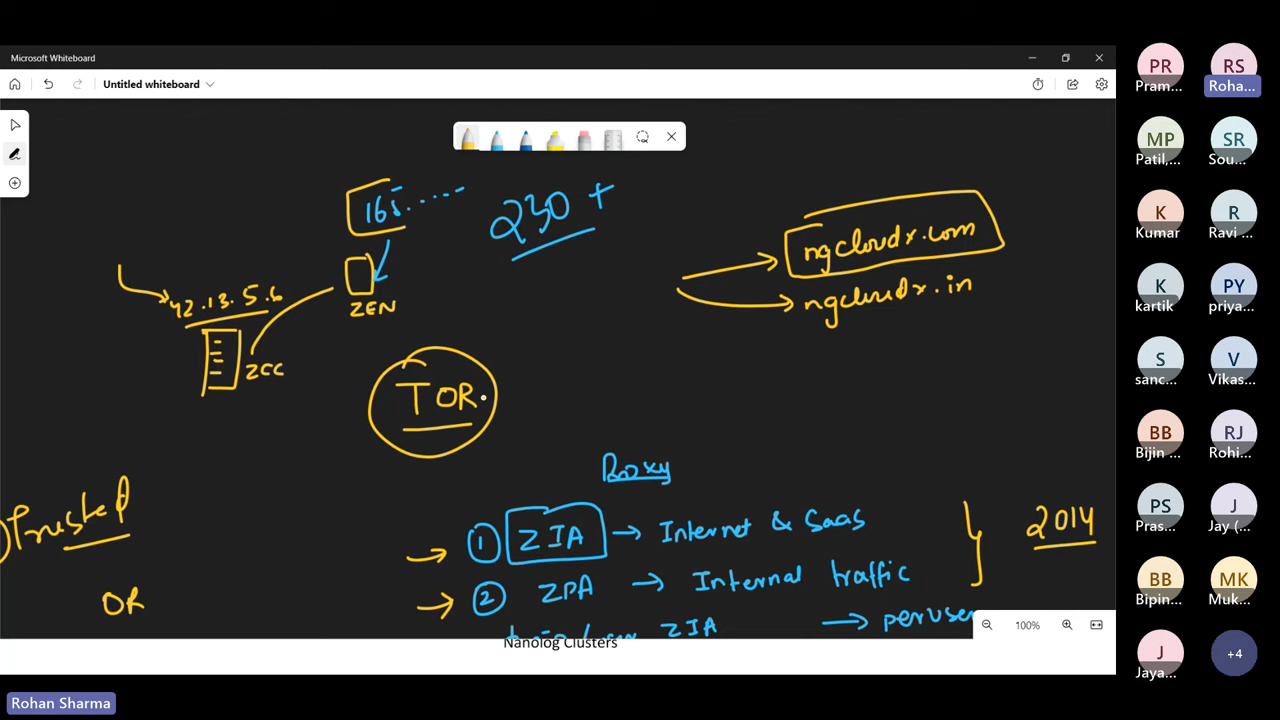 Microsoft Whiteboard
Untitled whiteboard
165.....
230+
ngcloudx.com
ngcloudx.in
42.13.5.6
ZCC
ZEN
TOR
Trusted
OR
① ZIA → Internet & SaaS
② ZPA → Internal traffic
2014
ZIA → peruser
100%
Nanolog Clusters
Rohan Sharma
PR
Pram...
RS
Roha...
MP
Patil,...
SR
Sou...
K
Kumar
R
Ravi ...
K
kartik
PY
priya...
S
sanc...
V
Vikas...
BB
Bijin ...
RJ
Rohi...
PS
Pras...
J
Jay (...
BB
Bipin...
MK
Muk...
J
Jaya...
+4